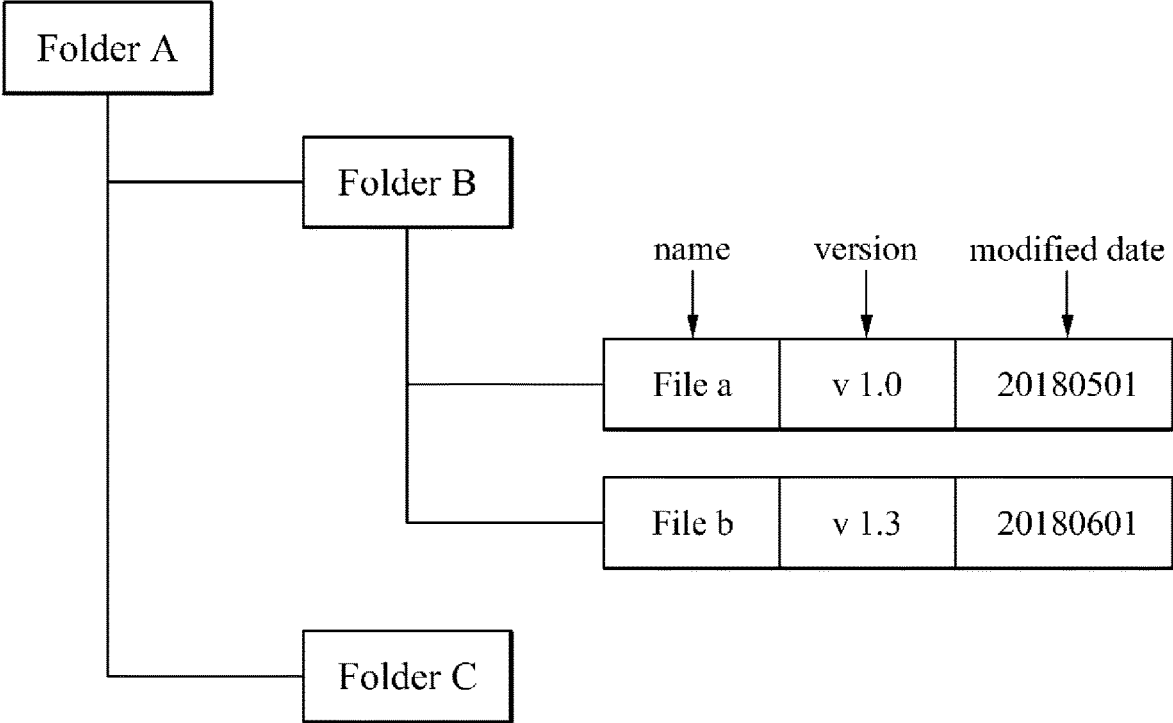 Folder A
Folder B
name version modified date
File a v 1.0 20180501
File b v 1.3 20180601
Folder C